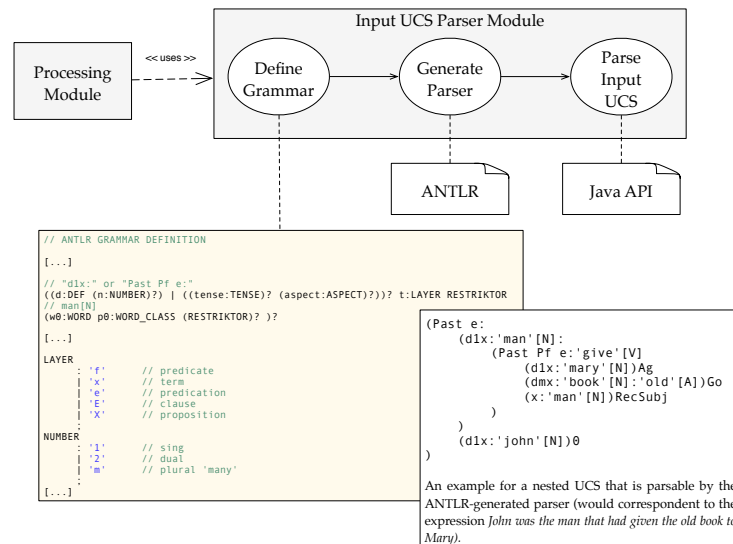 Input UCS Parser Module
<< uses >>
Processing
Module
Define
Grammar
Generate
Parser
Parse
Input
UCS
ANTLR
Java API
// ANTLR GRAMMAR DEFINITION
[...]
// "d1x:" or "Past Pf e:"
((d:DEF (n:NUMBER)?) | ((tense:TENSE)? (aspect:ASPECT)?))? t:LAYER RESTRIKTOR
// man[N]
(w0:WORD p0:WORD_CLASS (RESTRIKTOR)? )?
[...]
LAYER
: 'f' // predicate
| 'x' // term
| 'e' // predication
| 'E' // clause
| 'X' // proposition
;
NUMBER
: '1' // sing
| '2' // dual
| 'm' // plural 'many'
;
[...]
(Past e:
(d1x:'man'[N]:
(Past Pf e:'give'[V]
(d1x:'mary'[N])Ag
(dmx:'book'[N]:'old'[A])Go
(x:'man'[N])RecSubj
)
)
(d1x:'john'[N])0
)
An example for a nested UCS that is parsable by the
ANTLR-generated parser (would correspond to the
expression John was the man that had given the old book to
Mary).